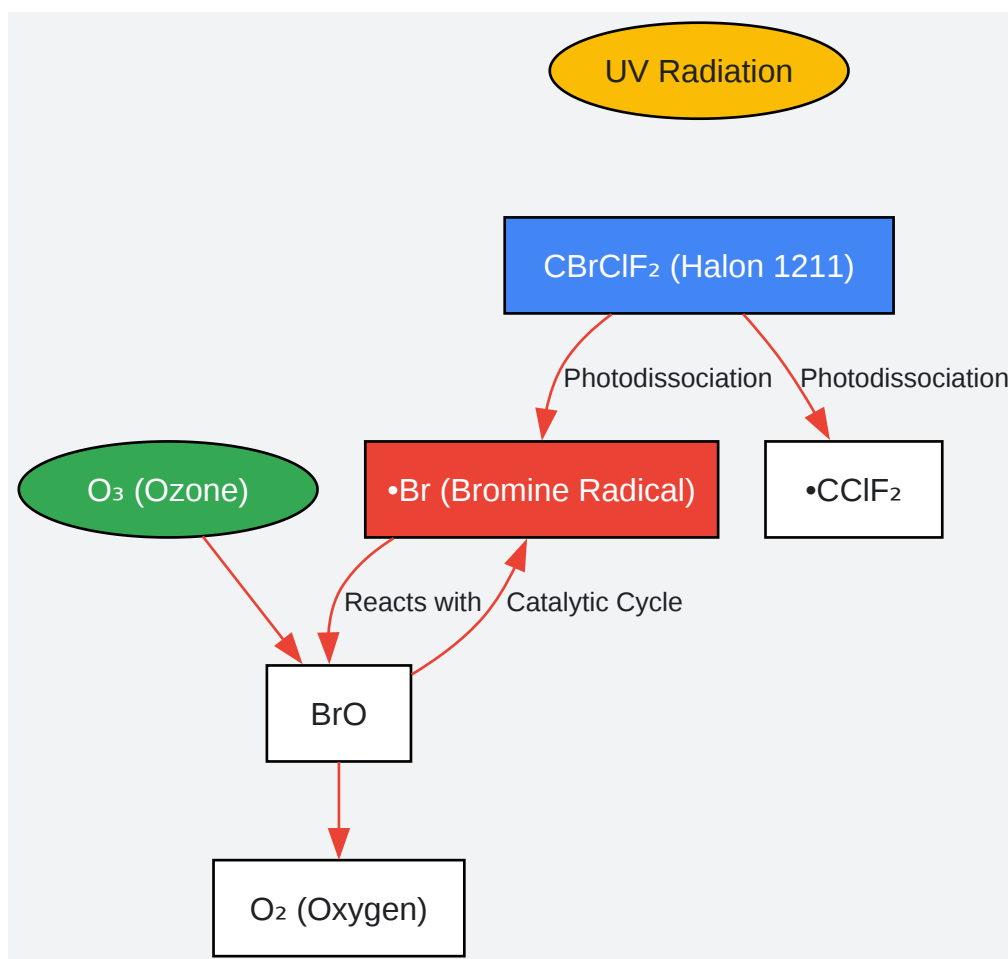 UV Radiation
CBrClF₂ (Halon 1211)
Photodissociation
Photodissociation
O₃ (Ozone)
•Br (Bromine Radical)
•CClF₂
Reacts with
Catalytic Cycle
BrO
O₂ (Oxygen)